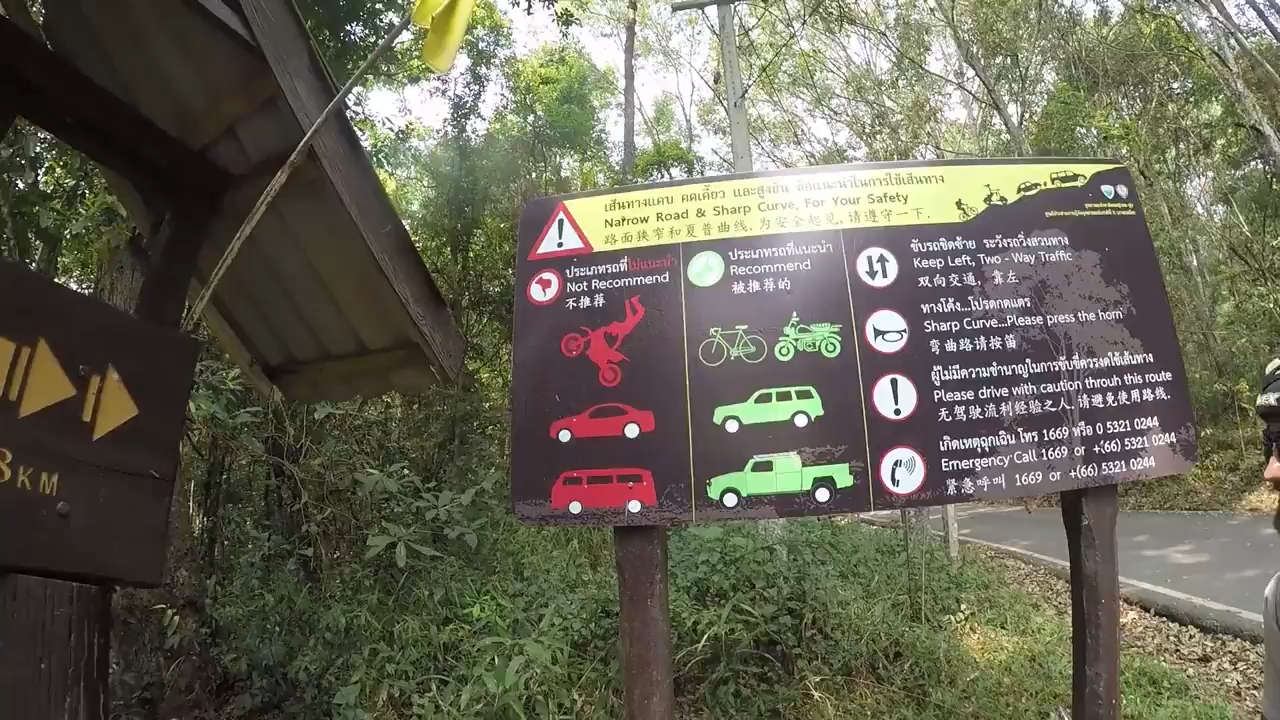 เส้นทางแคบ คดเคี้ยว และสูงชัน ข้อแนะนำในการใช้เส้นทาง
Narrow Road & Sharp Curve, For Your Safety
路面狭窄和夏普曲线, 为安全起见, 请遵守一下.
ประเภทรถที่ไม่แนะนำ
Not Recommend
不推荐
ประเภทรถที่แนะนำ
Recommend
被推荐的
ขับรถชิดซ้าย ระวังรถวิ่งสวนทาง
Keep Left, Two - Way Traffic
双向交通, 靠左
ทางโค้ง...โปรดกดแตร
Sharp Curve...Please press the horn
弯曲路请按笛
ผู้ไม่มีความชำนาญในการขับขี่ควรงดใช้เส้นทาง
Please drive with caution throuh this route
无驾驶流利经验之人, 请避免使用路线.
เกิดเหตุฉุกเฉิน โทร 1669 หรือ 0 5321 0244
Emergency Call 1669 or +(66) 5321 0244
紧急呼叫 1669 or +(66) 5321 0244
KM